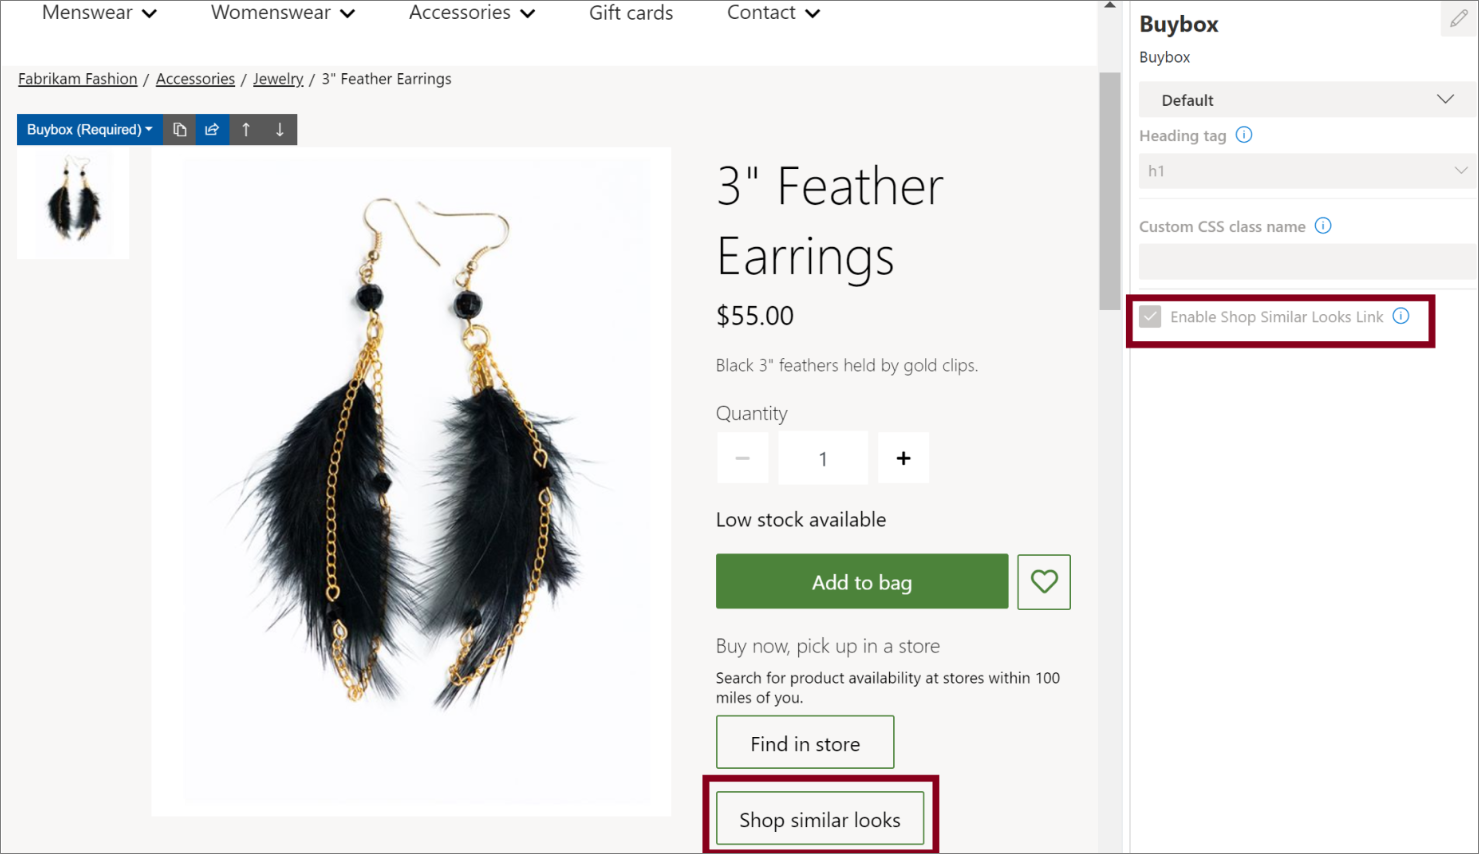 Menswear
Womenswear
Accessories
Gift cards
Contact
Fabrikam Fashion / Accessories / Jewelry / 3" Feather Earrings
Buybox (Required)
3" Feather
Earrings
$55.00
Black 3" feathers held by gold clips.
Quantity
1
Low stock available
Add to bag
Buy now, pick up in a store
Search for product availability at stores within 100
miles of you.
Find in store
Shop similar looks
Buybox
Buybox
Default
Heading tag
h1
Custom CSS class name
Enable Shop Similar Looks Link